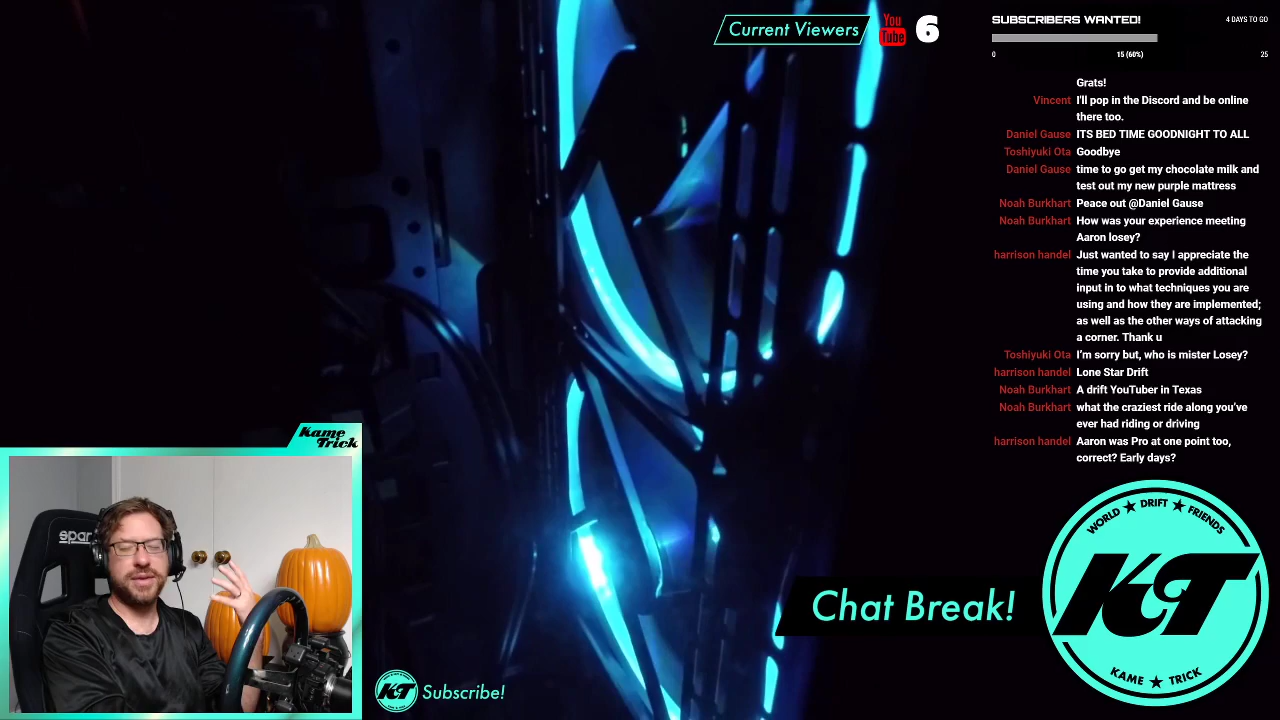 Current Viewers
You
Tube
6
SUBSCRIBERS WANTED!
4 DAYS TO GO
0
15 (60%)
25
Grats!
Vincent I'll pop in the Discord and be online
there too.
Daniel Gause ITS BED TIME GOODNIGHT TO ALL
Toshiyuki Ota Goodbye
Daniel Gause time to go get my chocolate milk and
test out my new purple mattress
Noah Burkhart Peace out @Daniel Gause
Noah Burkhart How was your experience meeting
Aaron losey?
harrison handel Just wanted to say I appreciate the
time you take to provide additional
input in to what techniques you are
using and how they are implemented;
as well as the other ways of attacking
a corner. Thank u
Toshiyuki Ota I'm sorry but, who is mister Losey?
harrison handel Lone Star Drift
Noah Burkhart A drift YouTuber in Texas
Noah Burkhart what the craziest ride along you've
ever had riding or driving
harrison handel Aaron was Pro at one point too,
correct? Early days?
Kame
Trick
spar
Chat Break!
WORLD ★ DRIFT ★ FRIENDS
KT
KAME ★ TRICK
KT
Subscribe!